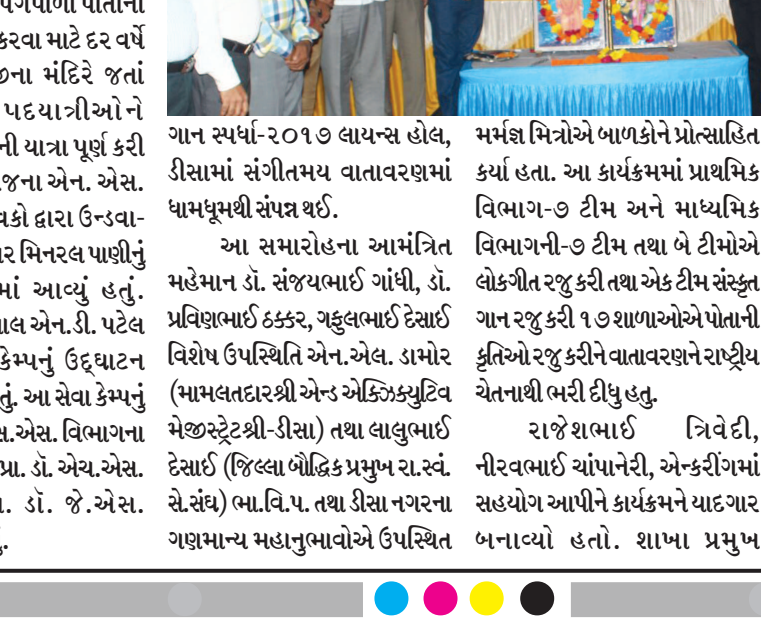 પગપાળા પોતાના
કરવા માટે દર વર્ષે
જીના મંદિરે જતાં
પદયાત્રીઓને
ની યાત્રા પૂર્ણ કરી
જના એન. એસ.
વકો દ્વારા ઉન્ડવા-
ર મિનરલ પાણીનું
માં આવ્યું હતું.
ાલ એન.ડી. પટેલ
કેમ્પનું ઉદ્ઘાટન
તું. આ સેવા કેમ્પનું
સ.એસ. વિભાગના
પ્રા. ડૉ. એચ.એસ.
. ડૉ. જે.એસ.
ગાન સ્પર્ધા-૨૦૧૭ લાયન્સ હોલ,
ડીસામાં સંગીતમય વાતાવરણમાં
ધામધૂમથી સંપન્ન થઈ.
આ સમારોહના આમંત્રિત
મહેમાન ડૉ. સંજયભાઈ ગાંધી, ડૉ.
પ્રવિણભાઈ ઠક્કર, ગફુલભાઈ દેસાઈ
વિશેષ ઉપસ્થિતિ એન.એલ. ડામોર
(મામલતદારશ્રી એન્ડ એક્ઝિક્યુટિવ
મેજીસ્ટ્રેટશ્રી-ડીસા) તથા લાલુભાઈ
દેસાઈ (જિલ્લા બૌદ્ધિક પ્રમુખ રા.સ્વં.
સે.સંઘ) ભા.વિ.પ. તથા ડીસા નગરના
ગણમાન્ય મહાનુભાવોએ ઉપસ્થિત
મર્મજ્ઞ મિત્રોએ બાળકોને પ્રોત્સાહિત
કર્યા હતા. આ કાર્યક્રમમાં પ્રાથમિક
વિભાગ-૭ ટીમ અને માધ્યમિક
વિભાગની-૭ ટીમ તથા બે ટીમોએ
લોકગીત રજુ કરી તથા એક ટીમ સંસ્કૃત
ગાન રજુ કરી ૧૭ શાળાઓએ પોતાની
કૃતિઓ રજુ કરીને વાતાવરણને રાષ્ટ્રીય
ચેતનાથી ભરી દીધુ હતુ.
રાજેશભાઈ ત્રિવેદી,
નીરવભાઈ ચાંપાનેરી, એન્કરીંગમાં
સહયોગ આપીને કાર્યક્રમને યાદગાર
બનાવ્યો હતો. શાખા પ્રમુખ